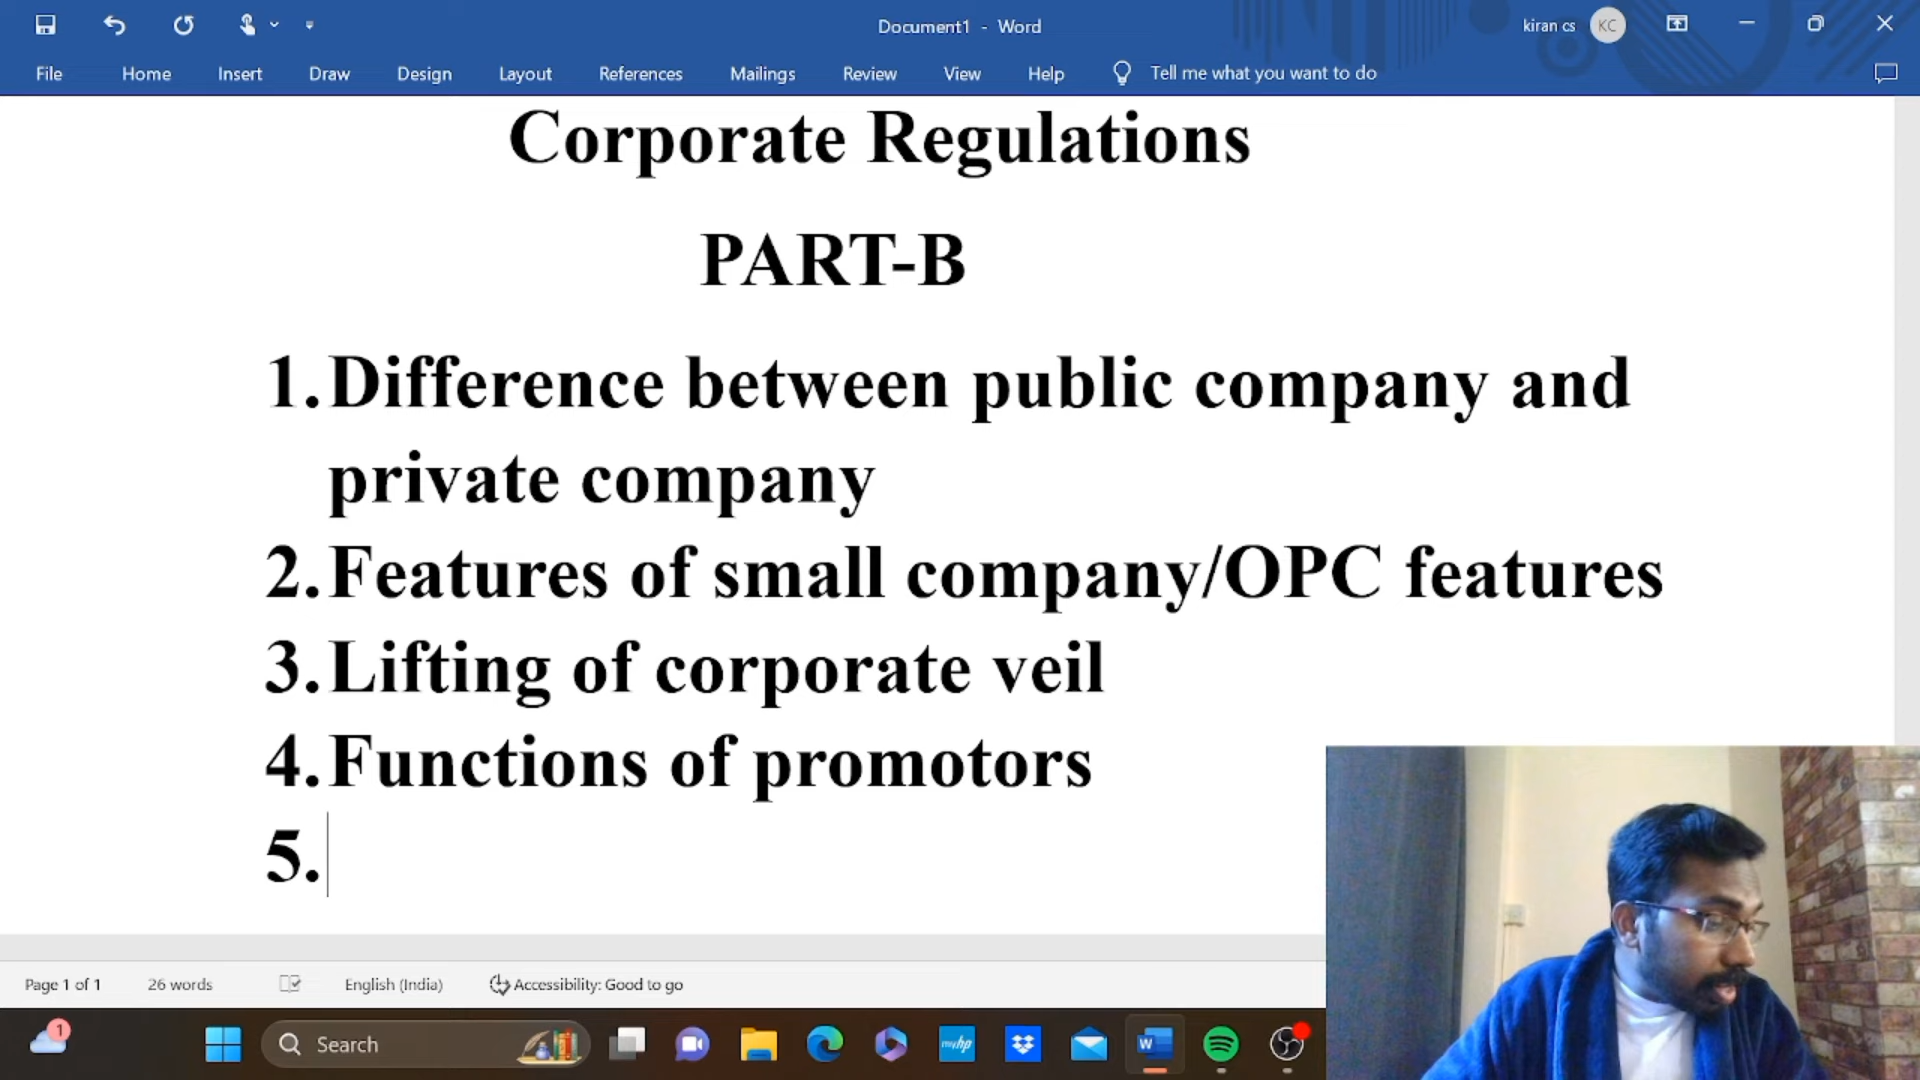 Document1 - Word
kiran cs KC
File Home Insert Draw Design Layout References Mailings Review View Help Tell me what you want to do
Corporate Regulations
PART-B
1. Difference between public company and
private company
2. Features of small company/OPC features
3. Lifting of corporate veil
4. Functions of promotors
5.
Page 1 of 1 26 words English (India) Accessibility: Good to go
1 Search myhp W